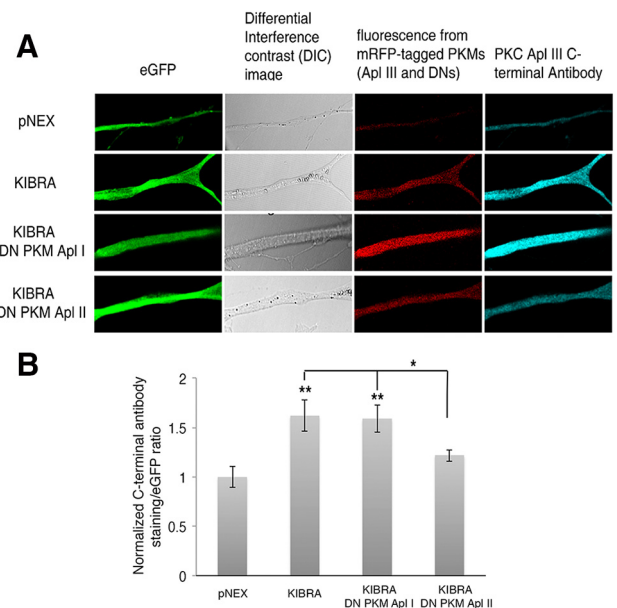 A
eGFP
Differential
Interference
contrast (DIC)
image
fluorescence from
mRFP-tagged PKMs
(Apl III and DNs)
PKC Apl III C-
terminal Antibody
pNEX
KIBRA
KIBRA
DN PKM Apl I
KIBRA
DN PKM Apl II
B
Normalized C-terminal antibody
staining/eGFP ratio
2
1.5
1
0.5
0
**
**
*
pNEX
KIBRA
KIBRA
DN PKM Apl I
KIBRA
DN PKM Apl II